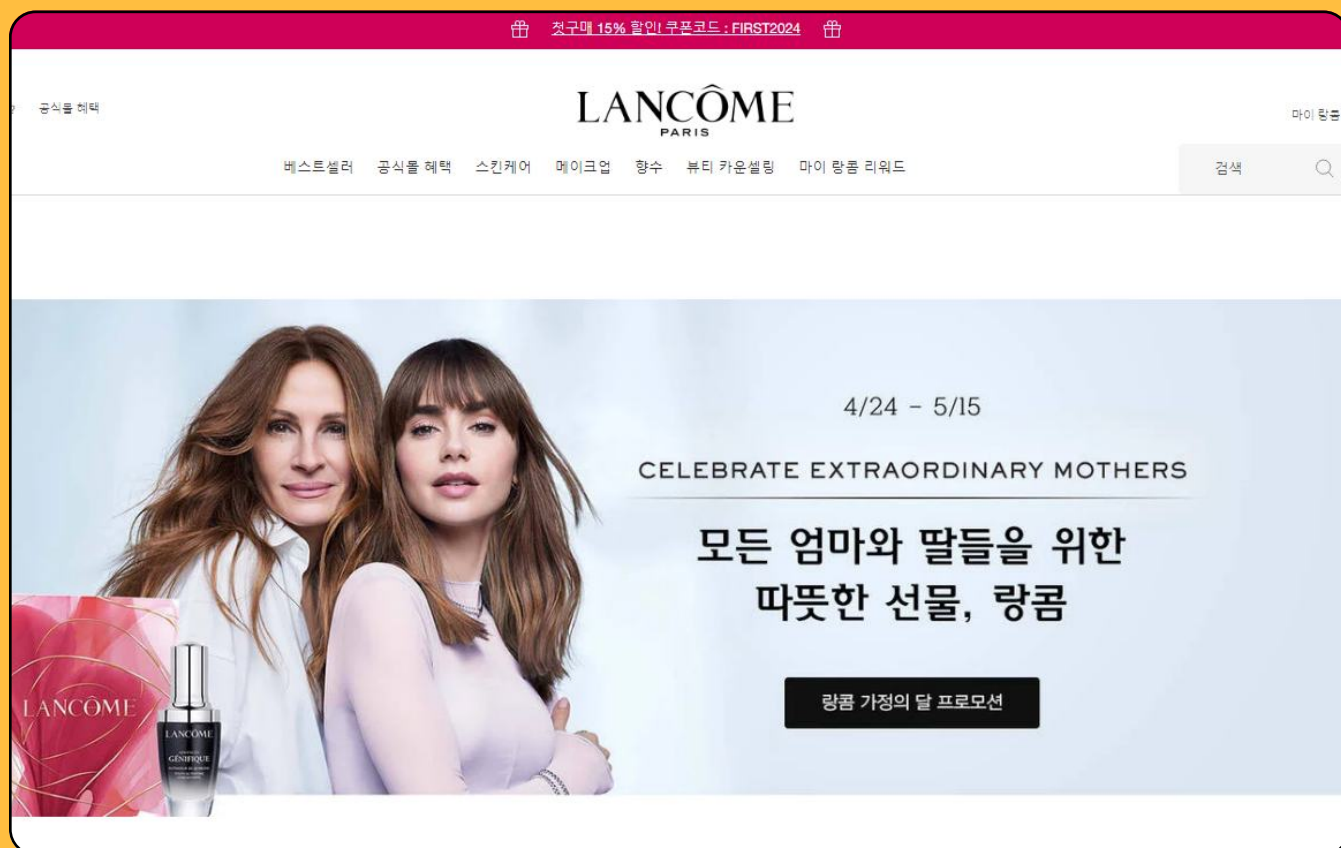 첫구매 15% 할인! 쿠폰코드 : FIRST2024
공식몰 혜택
LANCÔME
PARIS
마이 랑콤
베스트셀러 공식몰 혜택 스킨케어 메이크업 향수 뷰티 카운셀링 마이 랑콤 리워드
검색
4/24 - 5/15
CELEBRATE EXTRAORDINARY MOTHERS
모든 엄마와 딸들을 위한
따뜻한 선물, 랑콤
랑콤 가정의 달 프로모션
LANCÔME
LANCÔME
GÉNIFIQUE